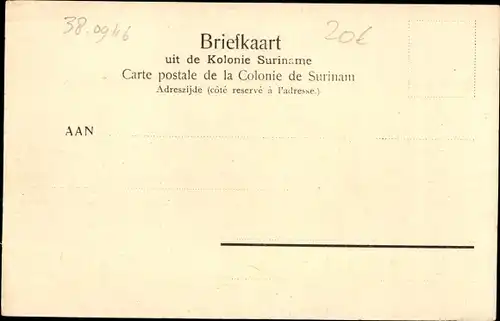 38.0946
20€
Briefkaart
uit de Kolonie Suriname
Carte postale de la Colonie de Surinam
Adreszijde (côté reservé à l'adresse.)
AAN